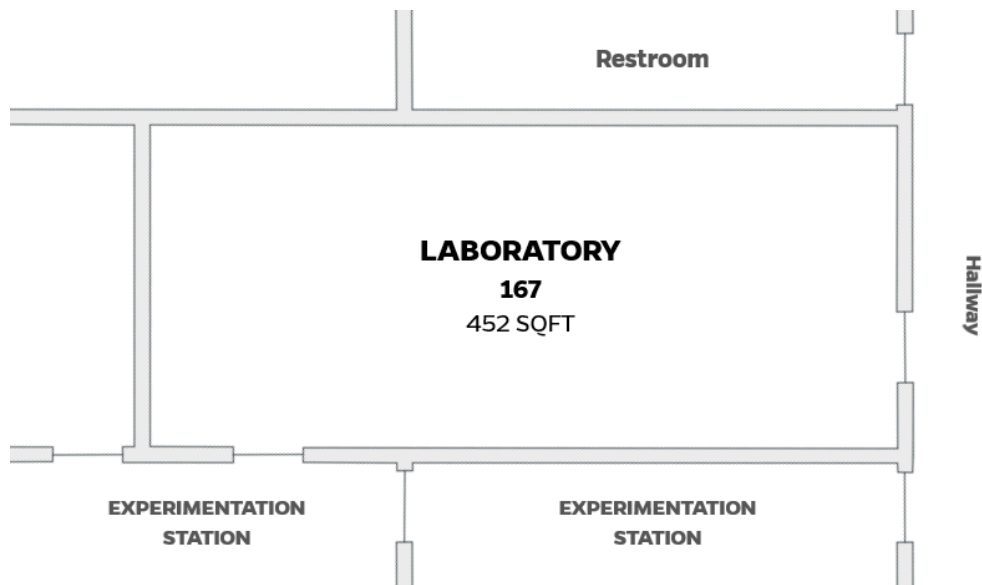 Restroom
LABORATORY
167
452 SQFT
Hallway
EXPERIMENTATION
STATION
EXPERIMENTATION
STATION